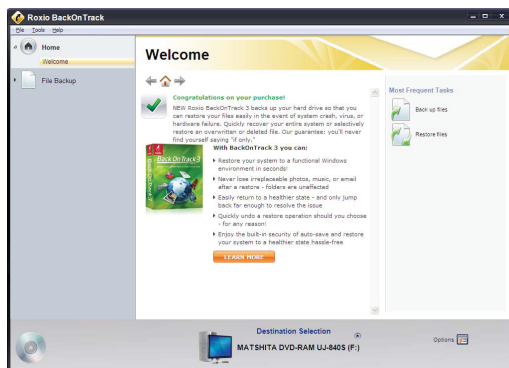 Roxio BackOnTrack
File Tools Help
Home
Welcome
File Backup
Welcome
Congratulations on your purchase!
NEW Roxio BackOnTrack 3 backs up your hard drive so that you
can restore your files easily in the event of system crash, virus, or
hardware failure. Quickly recover your entire system or selectively
restore an overwritten or deleted file. Our guarantee: you'll never
find yourself saying "if only."
Back On Track 3
With BackOnTrack 3 you can:
Restore your system to a functional Windows
environment in seconds!
Never lose irreplaceable photos, music, or email
after a restore - folders are unaffected
Easily return to a healthier state - and only jump
back far enough to resolve the issue
Quickly undo a restore operation should you choose
- for any reason!
Enjoy the built-in security of auto-save and restore
your system to a healthier state hassle-free
LEARN MORE
Most Frequent Tasks
Back up files
Restore files
Destination Selection
MATSHITA DVD-RAM UJ-840S (F:)
Options